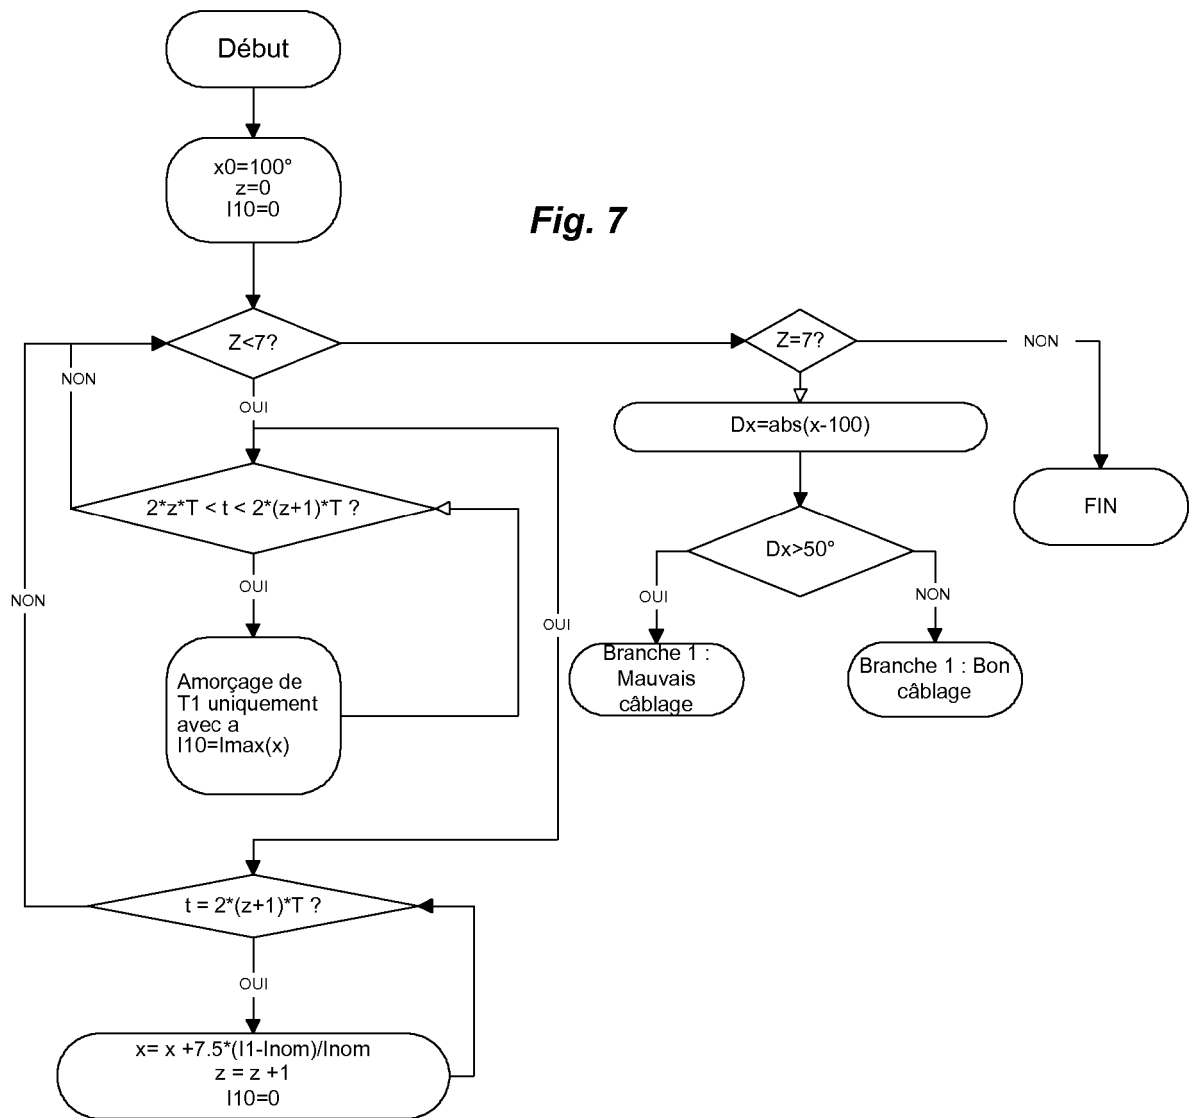 Début
x0=100°
z=0
I10=0
Fig. 7
Z<7?
Z=7?
NON
NON
OUI
Dx=abs(x-100)
2*z*T < t < 2*(z+1)*T ?
FIN
Dx>50°
OUI
OUI
NON
NON
OUI
Branche 1 :
Mauvais
câblage
Branche 1 : Bon
câblage
Amorçage de
T1 uniquement
avec a
I10=Imax(x)
t = 2*(z+1)*T ?
OUI
x= x +7.5*(I1-Inom)/Inom
z = z +1
I10=0